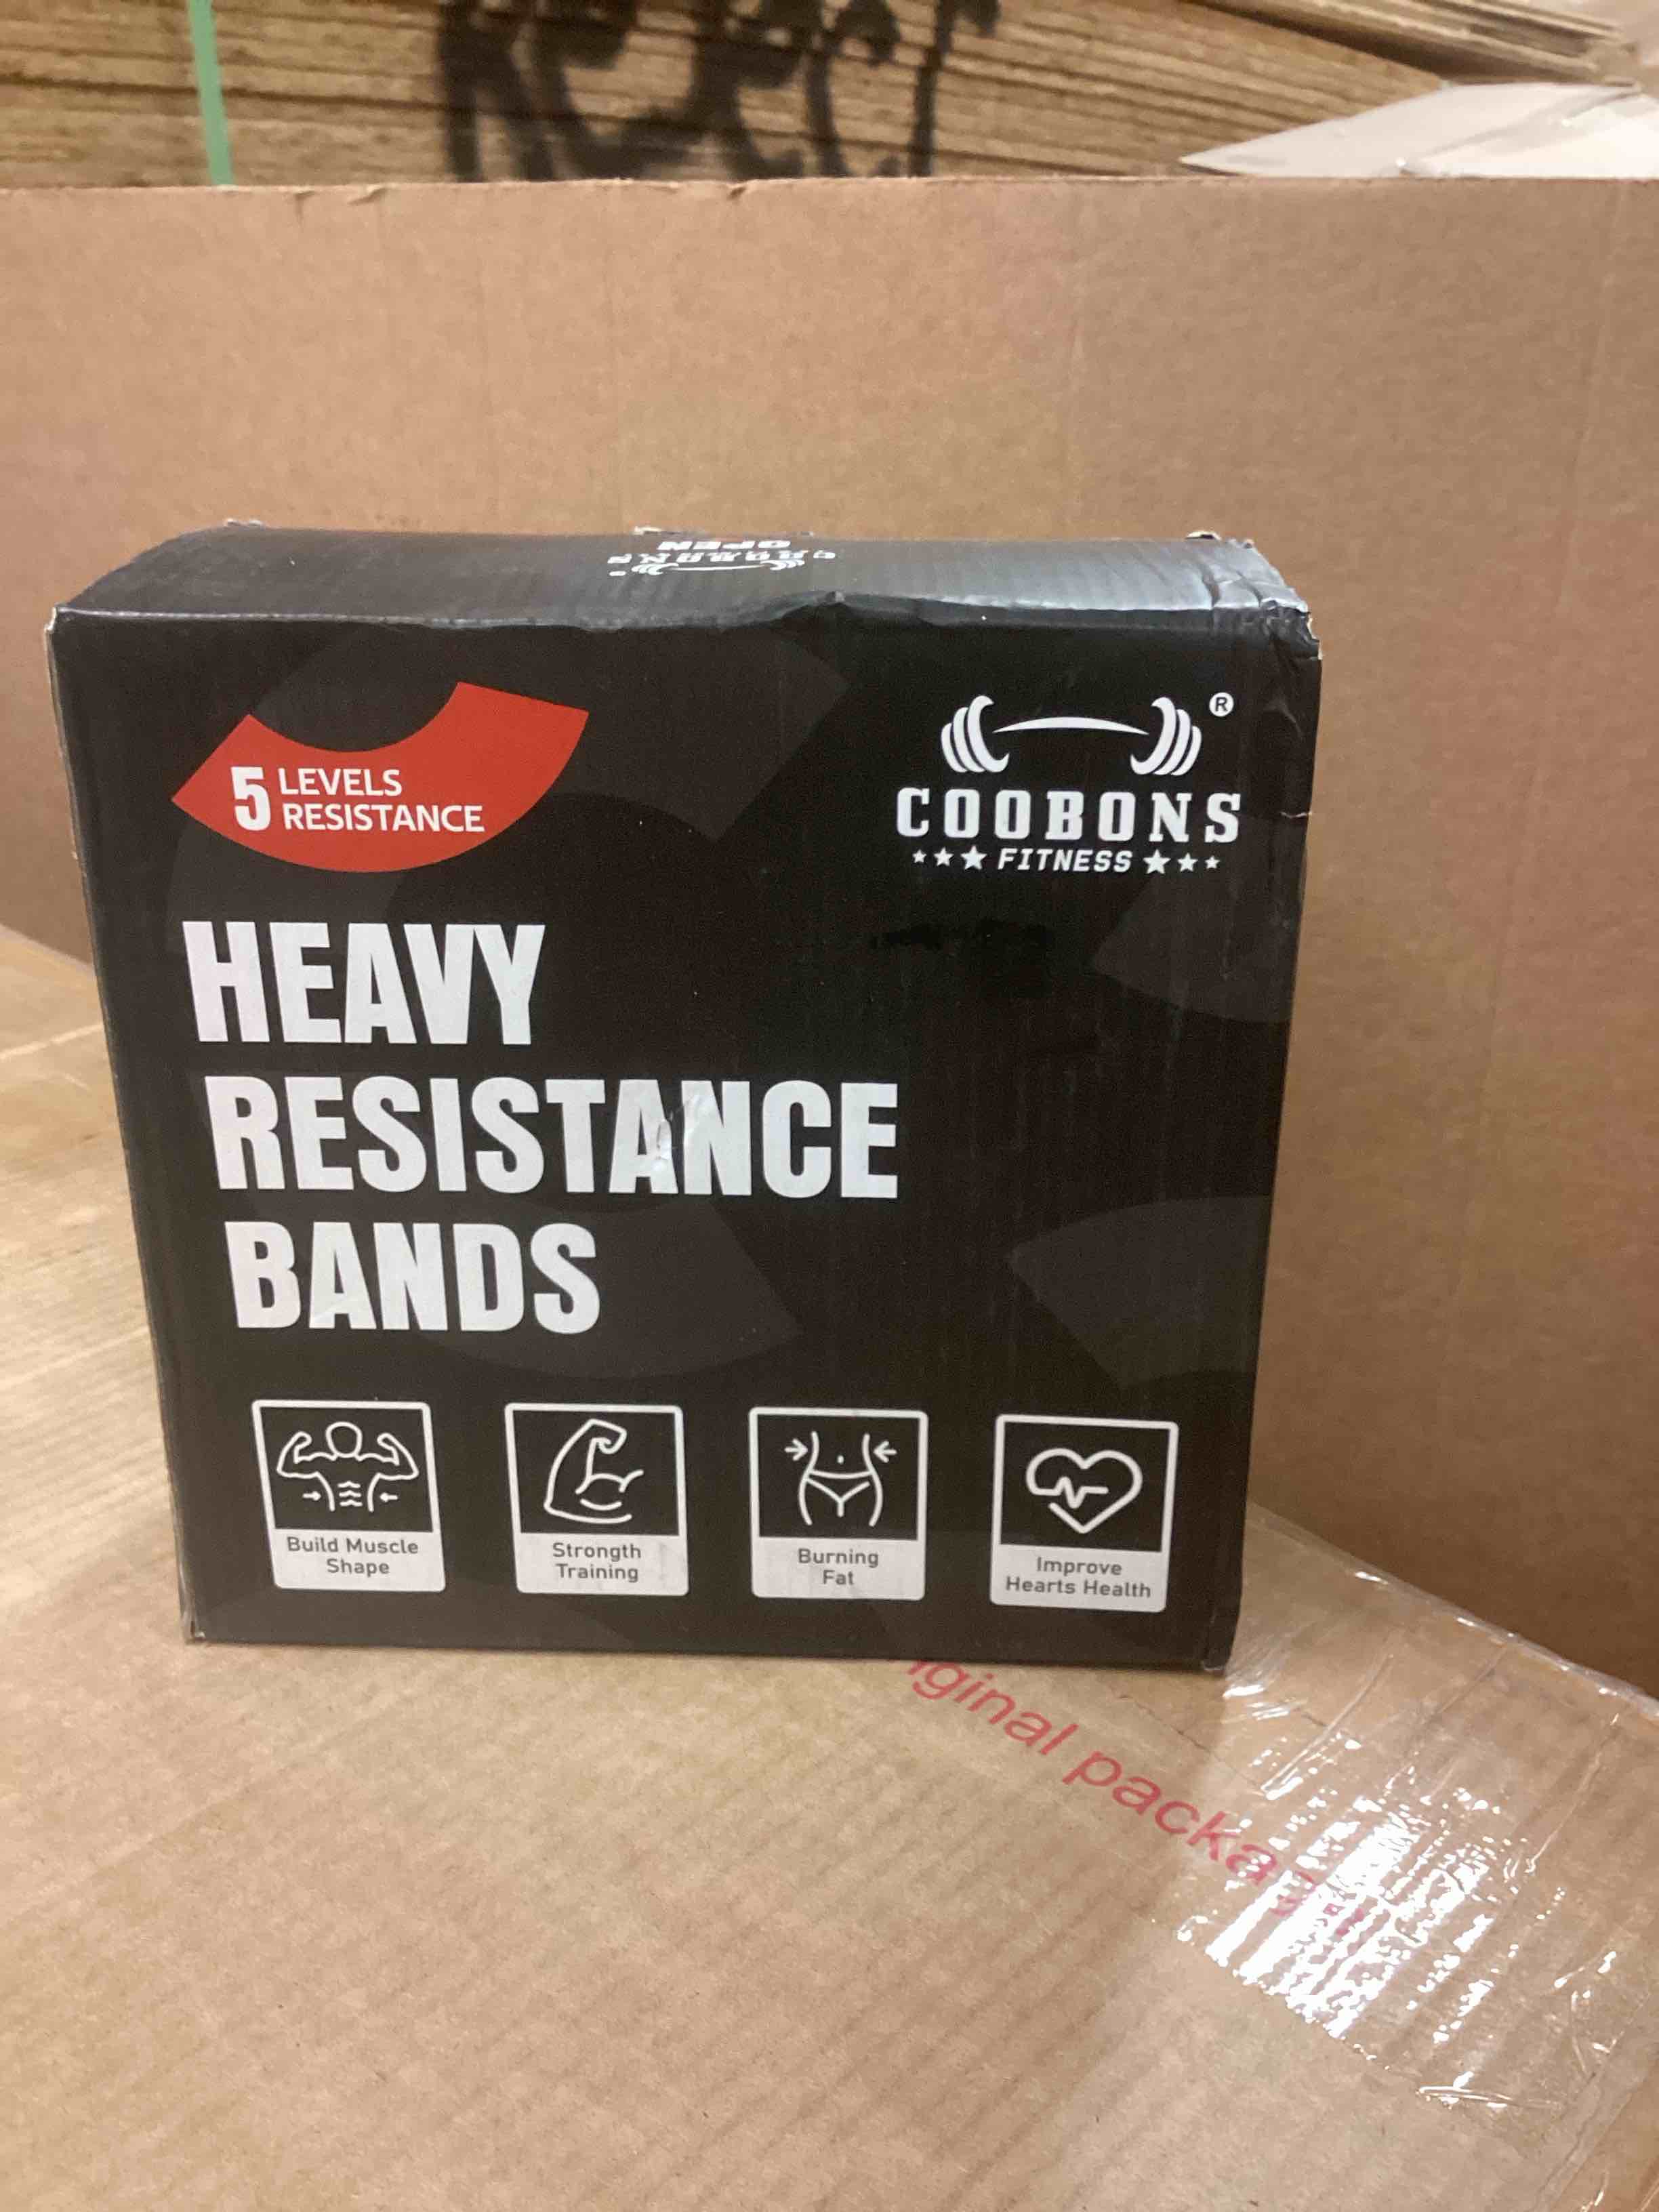 OPEN
COOBONS
5 LEVELS
RESISTANCE
®
COOBONS
FITNESS
HEAVY
RESISTANCE
BANDS
Build Muscle
Shape
Strongth
Training
Burning
Fat
Improve
Hearts Health
iginal packa